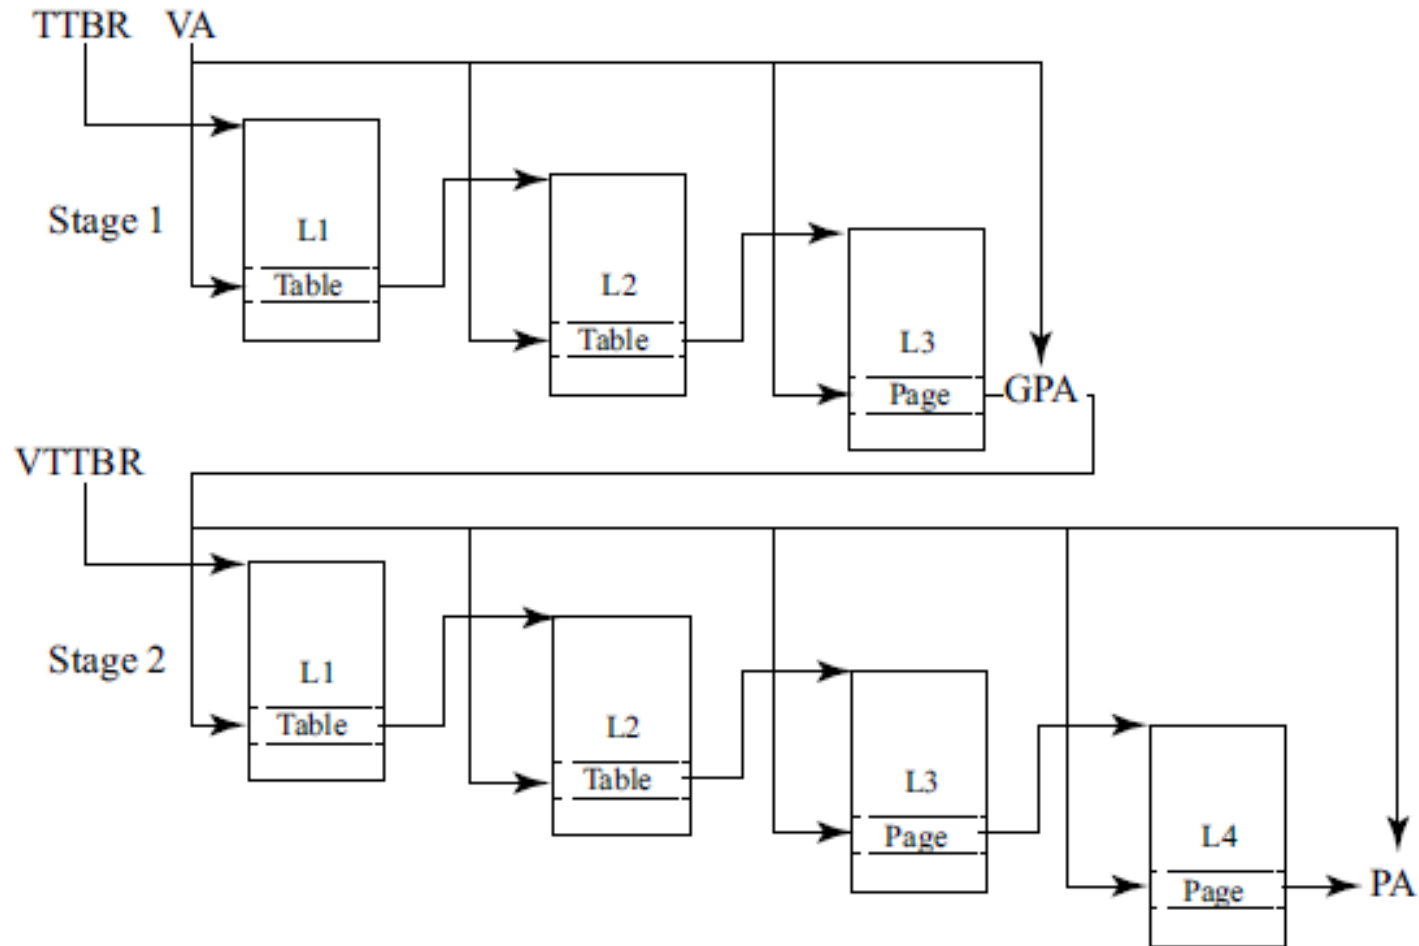 TTBR VA
Stage 1
L1
Table
L2
Table
L3
Page
GPA
VTTBR
Stage 2
L1
Table
L2
Table
L3
Page
L4
Page
PA